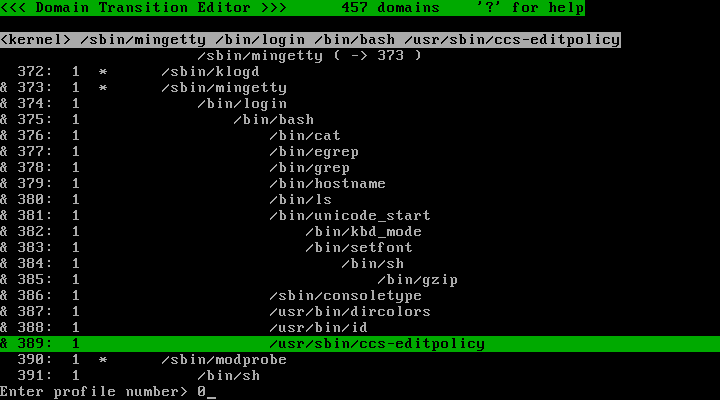 <<< Domain Transition Editor >>>      457 domains    '?' for help
<kernel> /sbin/mingetty /bin/login /bin/bash /usr/sbin/ccs-editpolicy
/sbin/mingetty ( -> 373 )
372:  1  *      /sbin/klogd
& 373:  1  *      /sbin/mingetty
& 374:  1             /bin/login
& 375:  1                 /bin/bash
& 376:  1                     /bin/cat
& 377:  1                     /bin/egrep
& 378:  1                     /bin/grep
& 379:  1                     /bin/hostname
& 380:  1                     /bin/ls
& 381:  1                     /bin/unicode_start
& 382:  1                         /bin/kbd_mode
& 383:  1                         /bin/setfont
& 384:  1                             /bin/sh
& 385:  1                                 /bin/gzip
& 386:  1                     /sbin/consoletype
& 387:  1                     /usr/bin/dircolors
& 388:  1                     /usr/bin/id
& 389:  1                     /usr/sbin/ccs-editpolicy
390:  1  *      /sbin/modprobe
391:  1             /bin/sh
Enter profile number> 0_